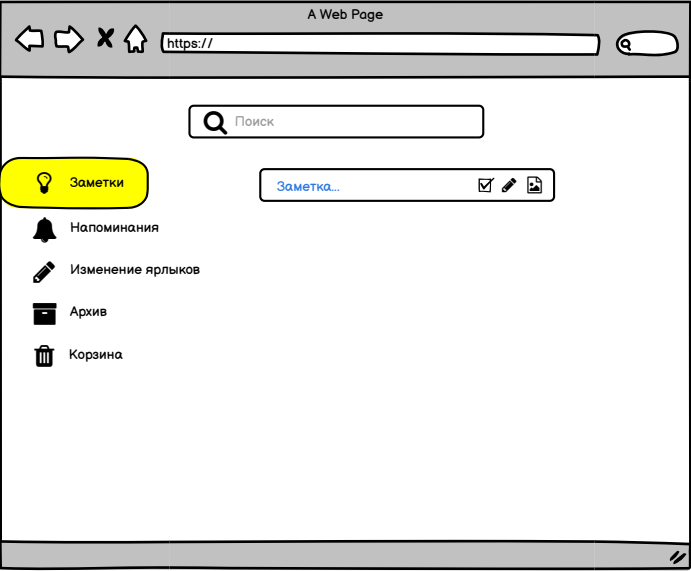 A Web Page
https://
Поиск
Заметки
Заметка...
Напоминания
Изменение ярлыков
Архив
Корзина